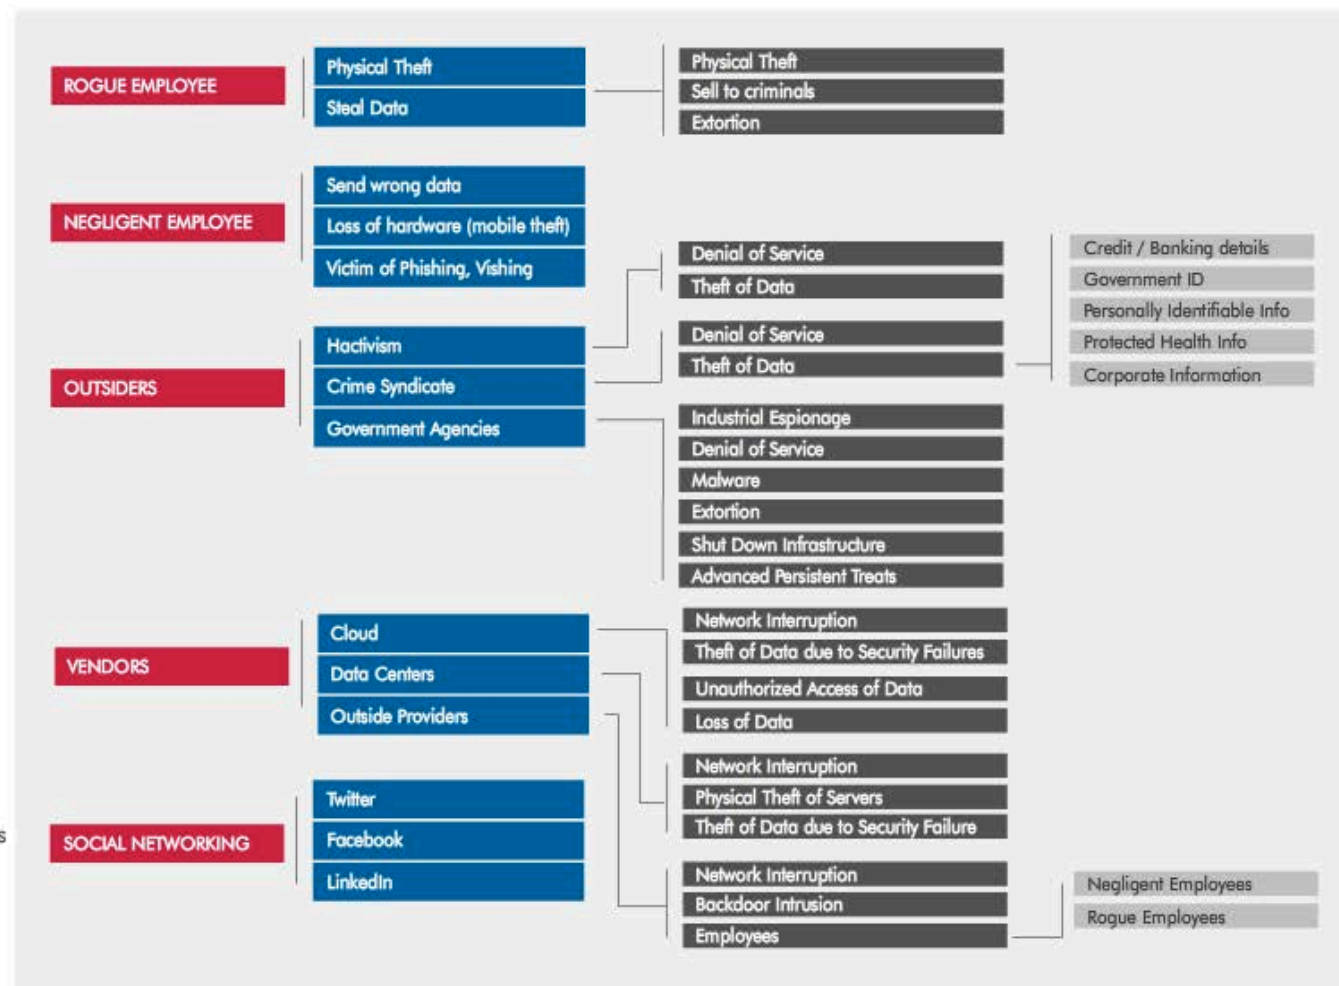 ROGUE EMPLOYEE
Physical Theft
Steal Data
Physical Theft
Sell to criminals
Extortion
NEGLIGENT EMPLOYEE
Send wrong data
Loss of hardware (mobile theft)
Victim of Phishing, Vishing
OUTSIDERS
Hactivism
Crime Syndicate
Government Agencies
Denial of Service
Theft of Data
Denial of Service
Theft of Data
Credit / Banking details
Government ID
Personally Identifiable Info
Protected Health Info
Corporate Information
Industrial Espionage
Denial of Service
Malware
Extortion
Shut Down Infrastructure
Advanced Persistent Treats
VENDORS
Cloud
Data Centers
Outside Providers
Network Interruption
Theft of Data due to Security Failures
Unauthorized Access of Data
Loss of Data
Network Interruption
Physical Theft of Servers
Theft of Data due to Security Failure
Network Interruption
Backdoor Intrusion
Employees
Negligent Employees
Rogue Employees
s
SOCIAL NETWORKING
Twitter
Facebook
LinkedIn